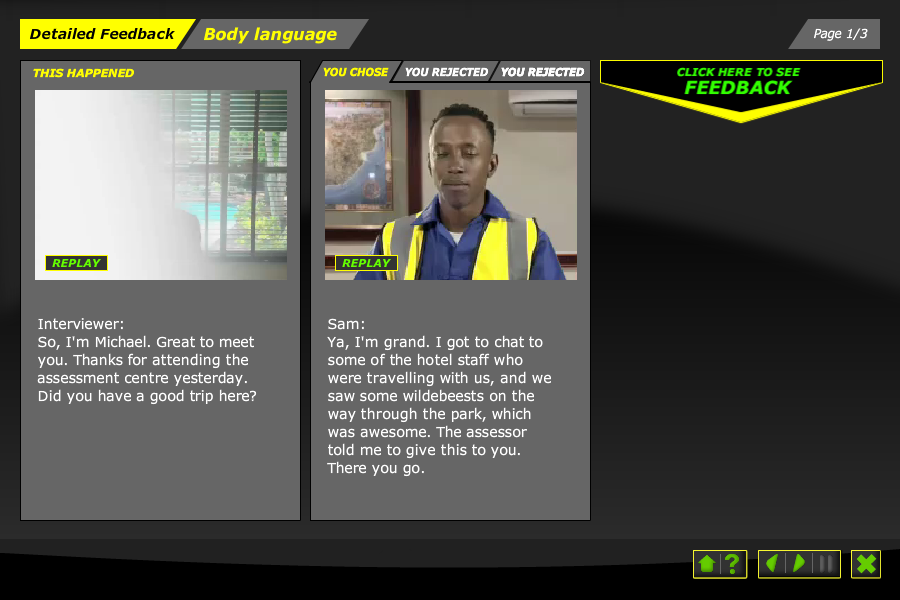 Detailed Feedback
Body language
Page 1/3
THIS HAPPENED
YOU CHOSE
YOU REJECTED
YOU REJECTED
CLICK HERE TO SEE
FEEDBACK
REPLAY
REPLAY
Interviewer:
So, I'm Michael. Great to meet
you. Thanks for attending the
assessment centre yesterday.
Did you have a good trip here?
Sam:
Ya, I'm grand. I got to chat to
some of the hotel staff who
were travelling with us, and we
saw some wildebeests on the
way through the park, which
was awesome. The assessor
told me to give this to you.
There you go.
?